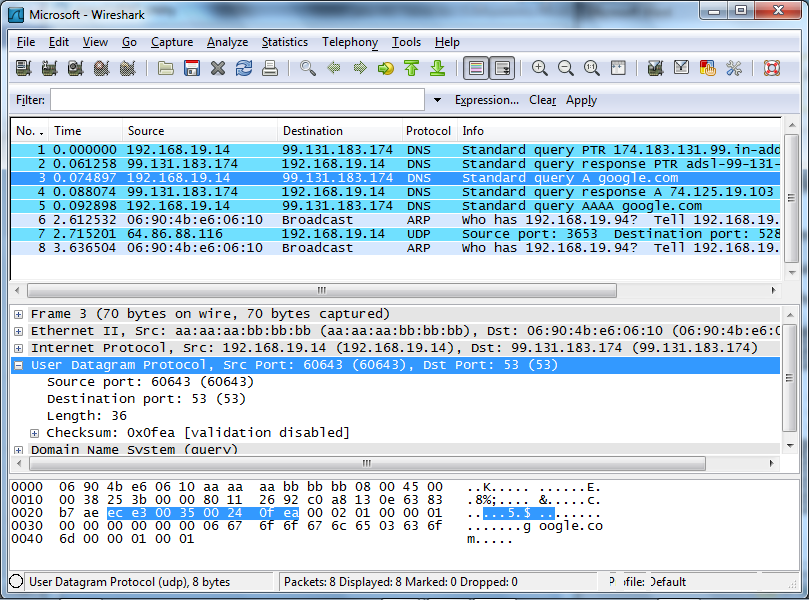 Microsoft - Wireshark
File Edit View Go Capture Analyze Statistics Telephony Tools Help
Filter: Expression... Clear Apply
No. . Time Source Destination Protocol Info
1 0.000000 192.168.19.14 99.131.183.174 DNS Standard query PTR 174.183.131.99.in-add
2 0.061258 99.131.183.174 192.168.19.14 DNS Standard query response PTR adsl-99-131-
3 0.074897 192.168.19.14 99.131.183.174 DNS Standard query A google.com
4 0.088074 99.131.183.174 192.168.19.14 DNS Standard query response A 74.125.19.103
5 0.092898 192.168.19.14 99.131.183.174 DNS Standard query AAAA google.com
6 2.612532 06:90:4b:e6:06:10 Broadcast ARP Who has 192.168.19.94? Tell 192.168.19.
7 2.715201 64.86.88.116 192.168.19.14 UDP Source port: 3653 Destination port: 528
8 3.636504 06:90:4b:e6:06:10 Broadcast ARP Who has 192.168.19.94? Tell 192.168.19.
Frame 3 (70 bytes on wire, 70 bytes captured)
Ethernet II, Src: aa:aa:aa:bb:bb:bb (aa:aa:aa:bb:bb:bb), Dst: 06:90:4b:e6:06:10 (06:90:4b:e6:0
Internet Protocol, Src: 192.168.19.14 (192.168.19.14), Dst: 99.131.183.174 (99.131.183.174)
User Datagram Protocol, Src Port: 60643 (60643), Dst Port: 53 (53)
Source port: 60643 (60643)
Destination port: 53 (53)
Length: 36
Checksum: 0x0fea [validation disabled]
Domain Name System (query)
0000 06 90 4b e6 06 10 aa aa aa bb bb bb 08 00 45 00 ..K..... ......E.
0010 00 38 25 3b 00 00 80 11 26 92 c0 a8 13 0e 63 83 .8%;.... &.....c.
0020 b7 ae ec e3 00 35 00 24 0f ea 00 02 01 00 00 01 .....5.$ ........
0030 00 00 00 00 00 00 06 67 6f 6f 67 6c 65 03 63 6f .......g oogle.co
0040 6d 00 00 01 00 01 m.....
User Datagram Protocol (udp), 8 bytes Packets: 8 Displayed: 8 Marked: 0 Dropped: 0 P ofile: Default